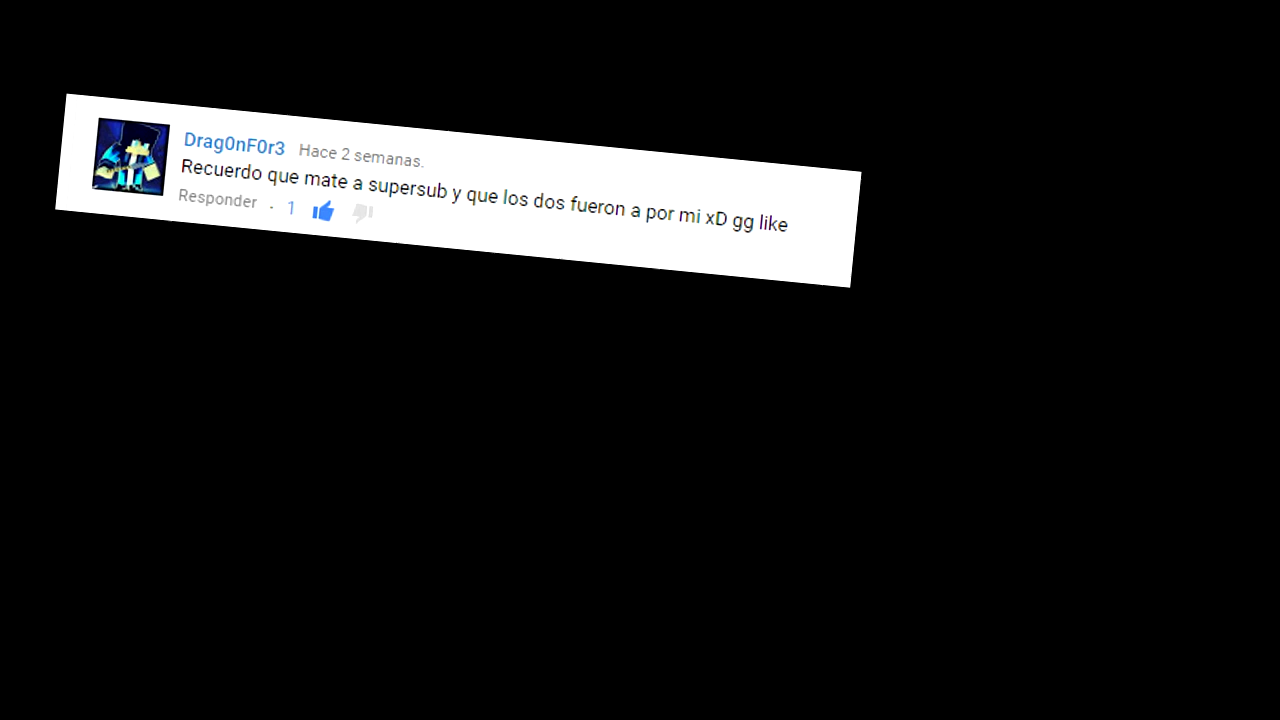 Drag0nF0r3 Hace 2 semanas.
Recuerdo que mate a supersub y que los dos fueron a por mi xD gg like
Responder · 1